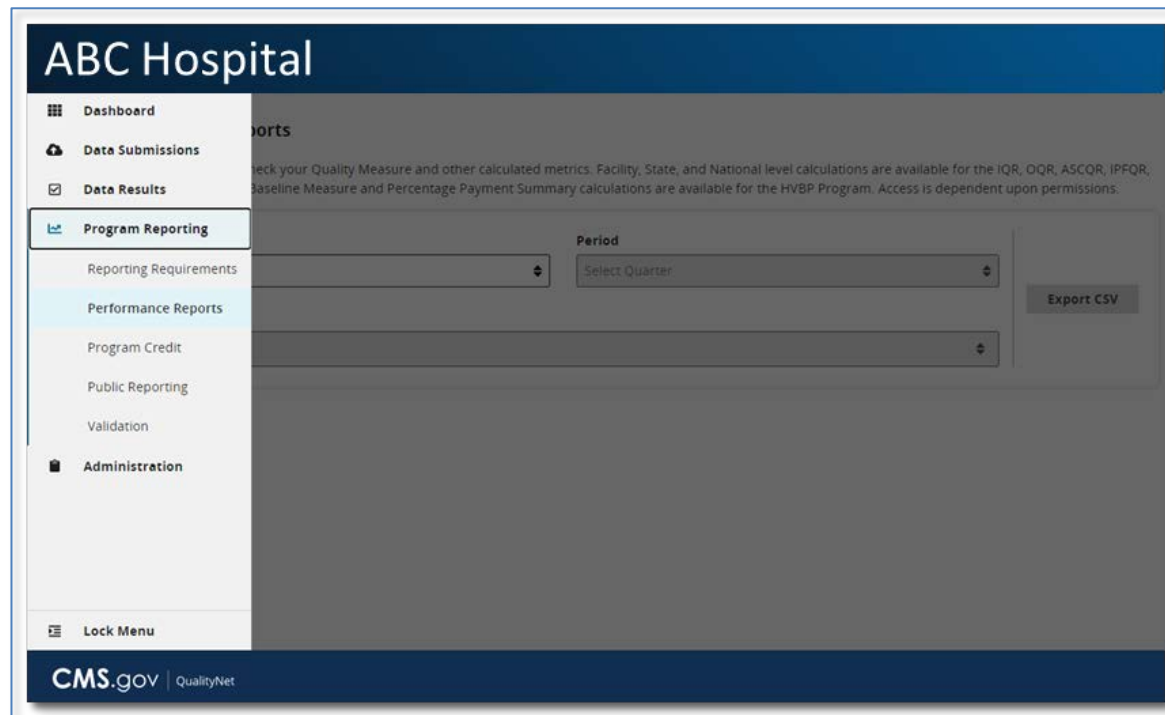 ABC Hospital
Dashboard
Data Submissions
Data Results
Program Reporting
Reporting Requirements
Performance Reports
Program Credit
Public Reporting
Validation
Administration
Lock Menu
orts
heck your Quality Measure and other calculated metrics. Facility, State, and National level calculations are available for the IQR, OQR, ASCQR, IPFQR,
Baseline Measure and Percentage Payment Summary calculations are available for the HVBP Program. Access is dependent upon permissions.
Period
Select Quarter
Export CSV
CMS.gov | QualityNet